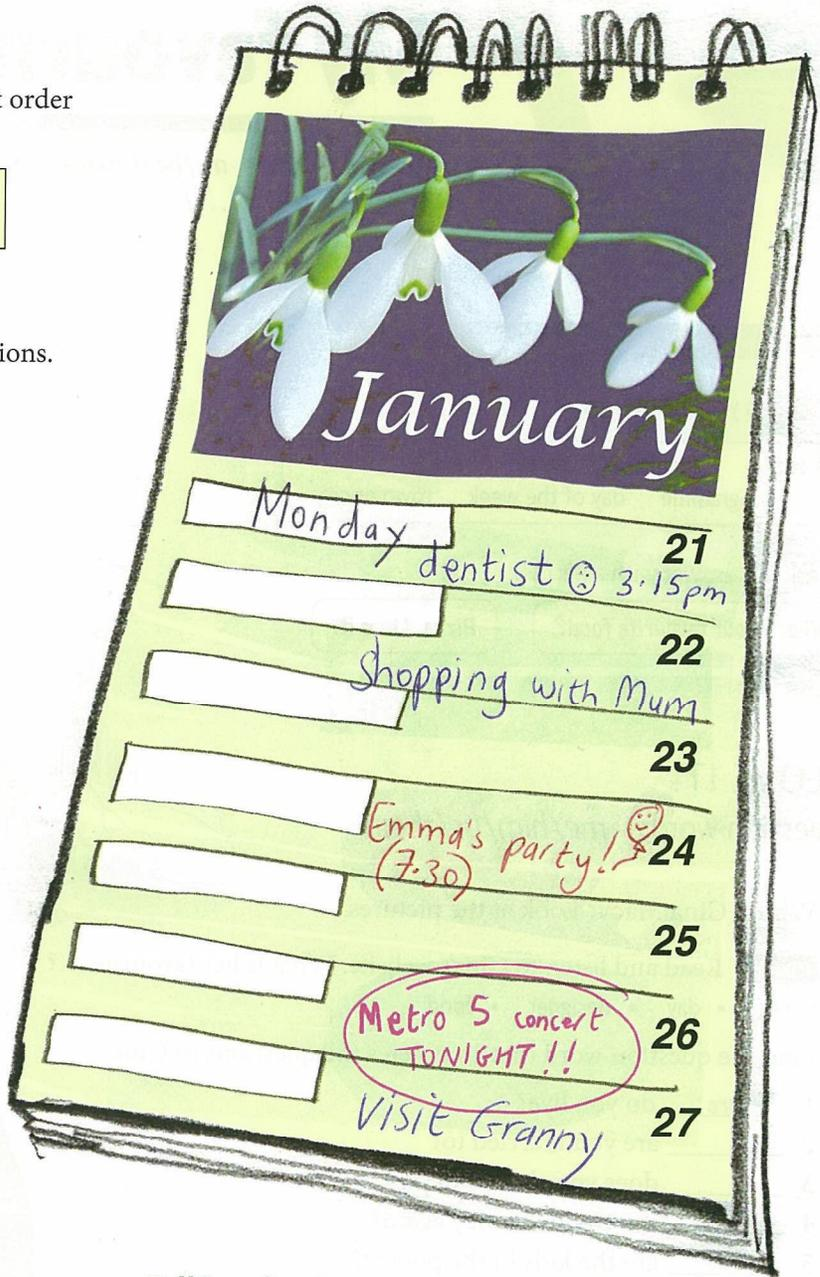 t order
ions.
January
Monday
21
dentist 3.15pm
22
Shopping with Mum
23
Emma's party! 24
(7.30)
25
Metro 5 concert 26
TONIGHT!!
Visit Granny 27